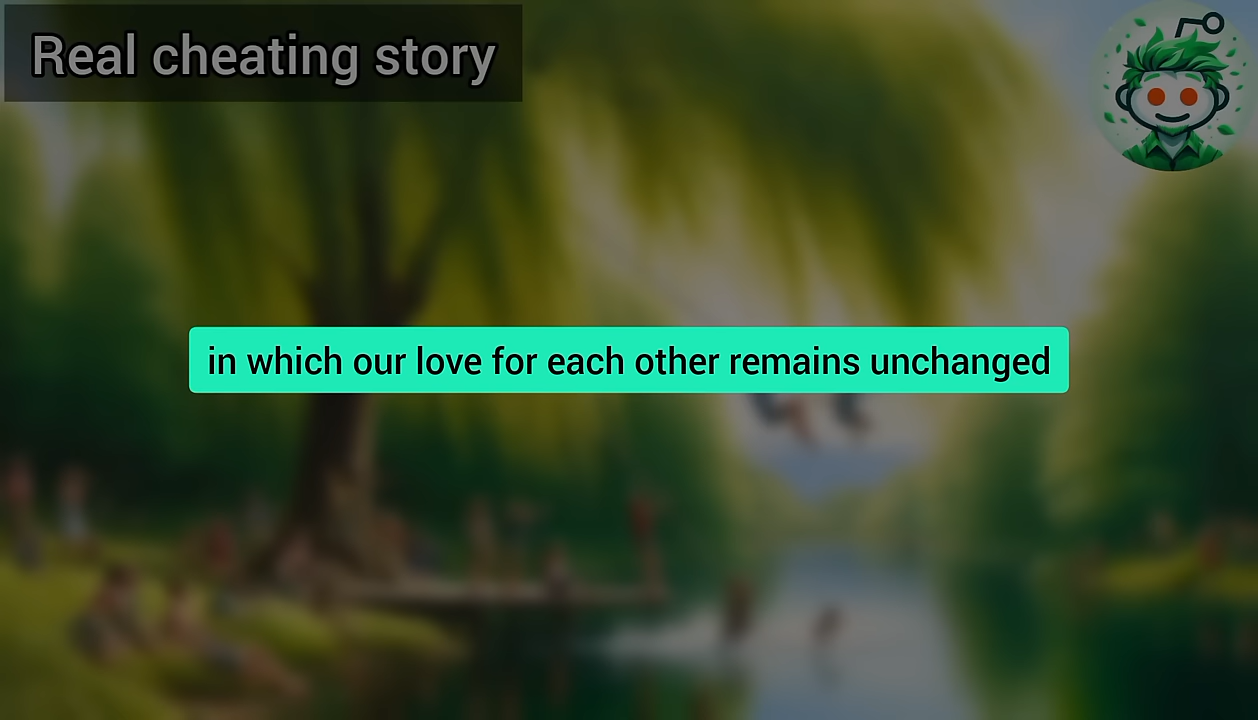 Real cheating story
in which our love for each other remains unchanged